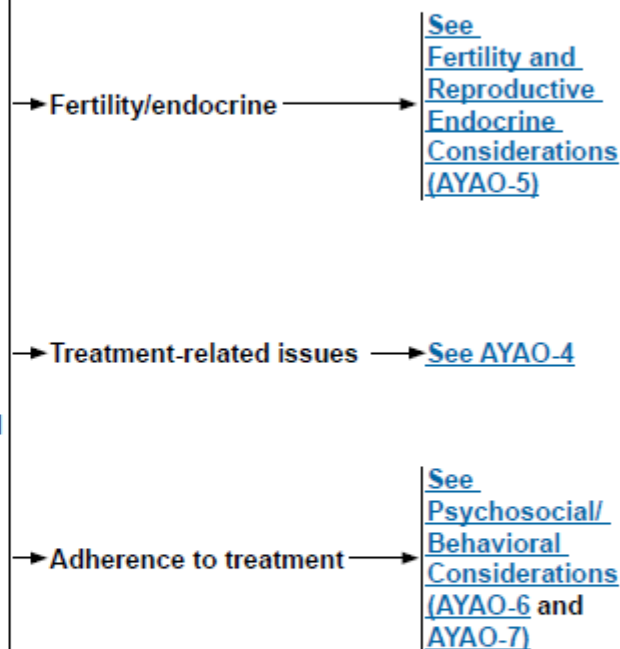 See
Fertility and
Reproductive
Endocrine
Considerations
(AYAO-5)
Fertility/endocrine
Treatment-related issues
See AYAO-4
Adherence to treatment
See
Psychosocial/
Behavioral
Considerations
(AYAO-6 and
AYAO-7)